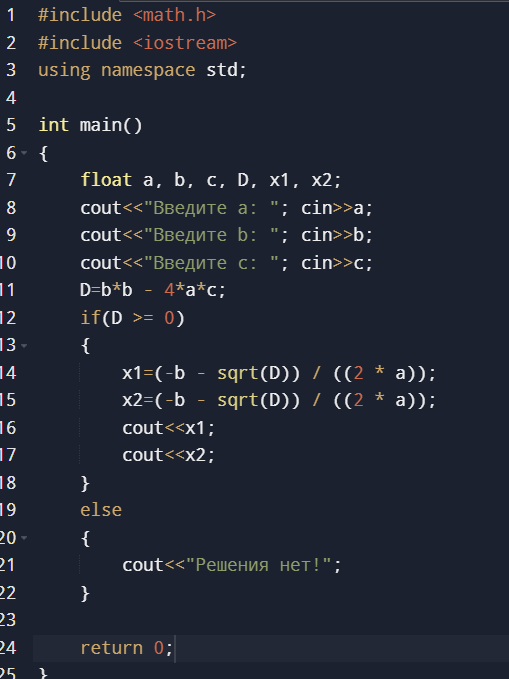 1 #include <math.h>
2 #include <iostream>
3 using namespace std;
4
5 int main()
6 {
7 float a, b, c, D, x1, x2;
8 cout<<"Введите a: "; cin>>a;
9 cout<<"Введите b: "; cin>>b;
10 cout<<"Введите c: "; cin>>c;
11 D=b*b - 4*a*c;
12 if(D >= 0)
13 {
14 x1=(-b - sqrt(D)) / ((2 * a));
15 x2=(-b - sqrt(D)) / ((2 * a));
16 cout<<x1;
17 cout<<x2;
18 }
19 else
20 {
21 cout<<"Решения нет!";
22 }
23
24 return 0;
25 }